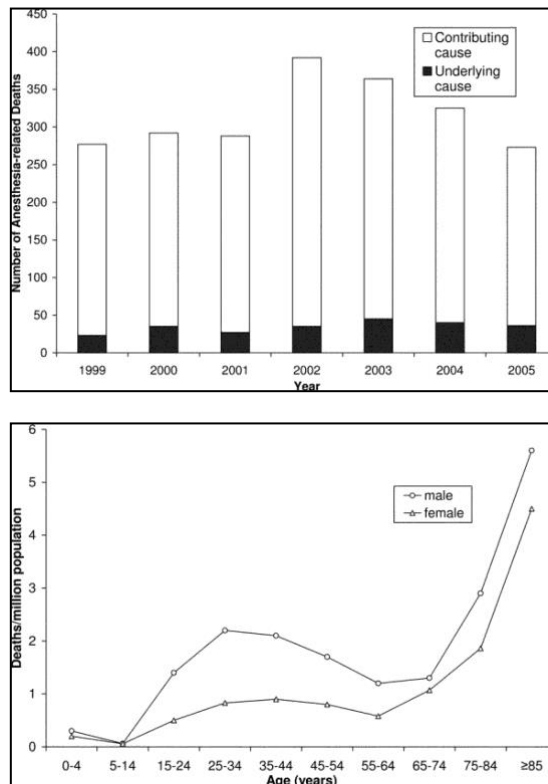 450
400
350
300
250
200
150
100
50
0
Number of Anesthesia-related Deaths
Contributing
cause
Underlying
cause
1999 2000 2001 2002 2003 2004 2005
Year
6
5
4
3
2
1
0
Deaths/million population
male
female
0-4 5-14 15-24 25-34 35-44 45-54 55-64 65-74 75-84 ≥85
Age (years)